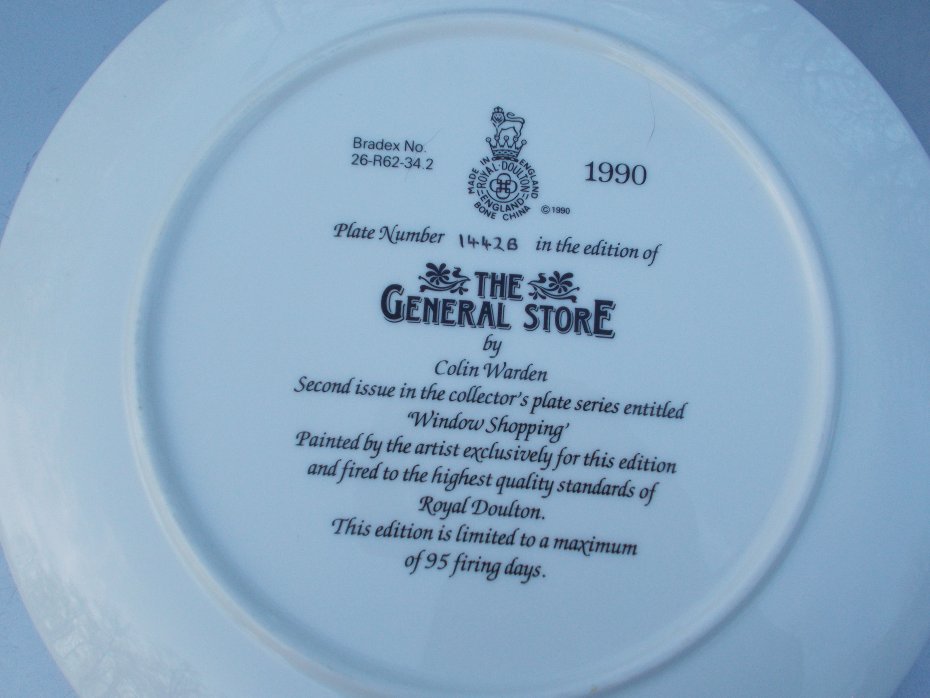 Bradex No.
26-R62-34.2
MADE IN ENGLAND
ROYAL·DOULTON
ENGLAND
BONE CHINA
© 1990
1990
Plate Number 14428 in the edition of
THE
GENERAL STORE
by
Colin Warden
Second issue in the collector's plate series entitled
'Window Shopping'
Painted by the artist exclusively for this edition
and fired to the highest quality standards of
Royal Doulton.
This edition is limited to a maximum
of 95 firing days.